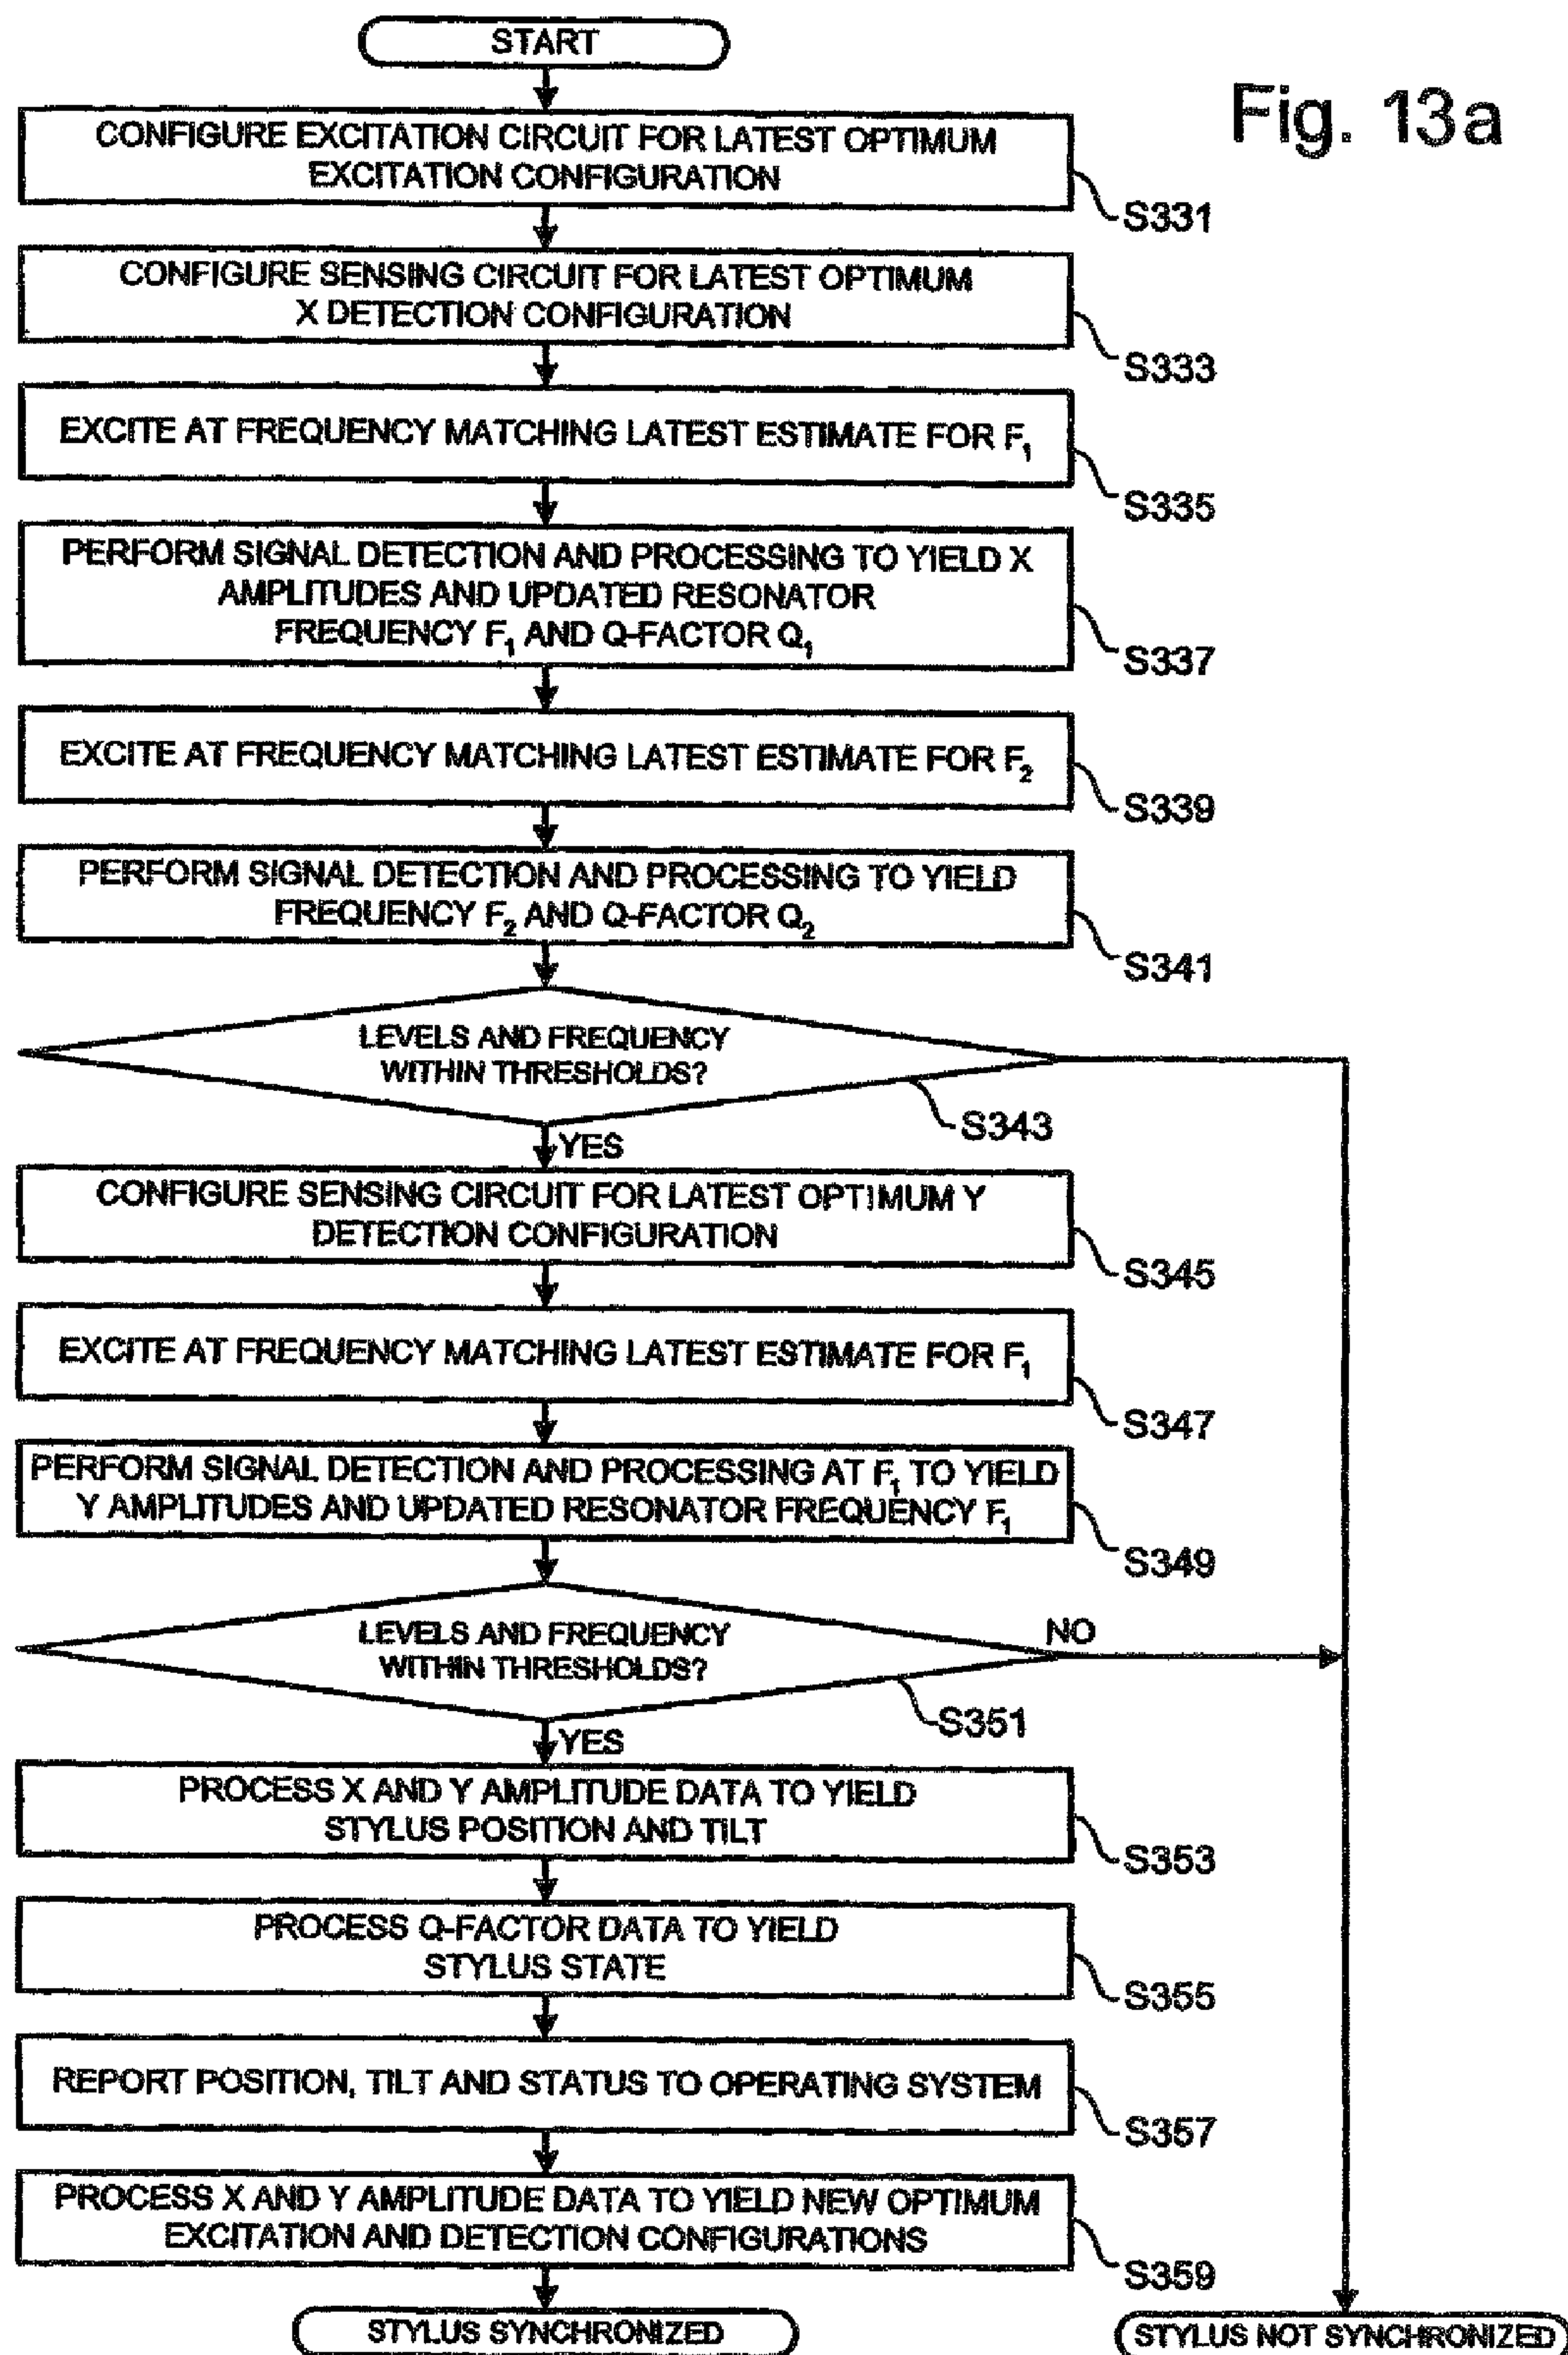 START
Fig. 13a
CONFIGURE EXCITATION CIRCUIT FOR LATEST OPTIMUM
EXCITATION CONFIGURATION
S331
CONFIGURE SENSING CIRCUIT FOR LATEST OPTIMUM
X DETECTION CONFIGURATION
S333
EXCITE AT FREQUENCY MATCHING LATEST ESTIMATE FOR F₁
S335
PERFORM SIGNAL DETECTION AND PROCESSING TO YIELD X
AMPLITUDES AND UPDATED RESONATOR
FREQUENCY F₁ AND Q-FACTOR Q₁
S337
EXCITE AT FREQUENCY MATCHING LATEST ESTIMATE FOR F₂
S339
PERFORM SIGNAL DETECTION AND PROCESSING TO YIELD
FREQUENCY F₂ AND Q-FACTOR Q₂
S341
LEVELS AND FREQUENCY
WITHIN THRESHOLDS?
S343
YES
CONFIGURE SENSING CIRCUIT FOR LATEST OPTIMUM Y
DETECTION CONFIGURATION
S345
EXCITE AT FREQUENCY MATCHING LATEST ESTIMATE FOR F₁
S347
PERFORM SIGNAL DETECTION AND PROCESSING AT F₁ TO YIELD
Y AMPLITUDES AND UPDATED RESONATOR FREQUENCY F₁
S349
LEVELS AND FREQUENCY
WITHIN THRESHOLDS?
NO
S351
YES
PROCESS X AND Y AMPLITUDE DATA TO YIELD
STYLUS POSITION AND TILT
S353
PROCESS Q-FACTOR DATA TO YIELD
STYLUS STATE
S355
REPORT POSITION, TILT AND STATUS TO OPERATING SYSTEM
S357
PROCESS X AND Y AMPLITUDE DATA TO YIELD NEW OPTIMUM
EXCITATION AND DETECTION CONFIGURATIONS
S359
STYLUS SYNCHRONIZED
STYLUS NOT SYNCHRONIZED